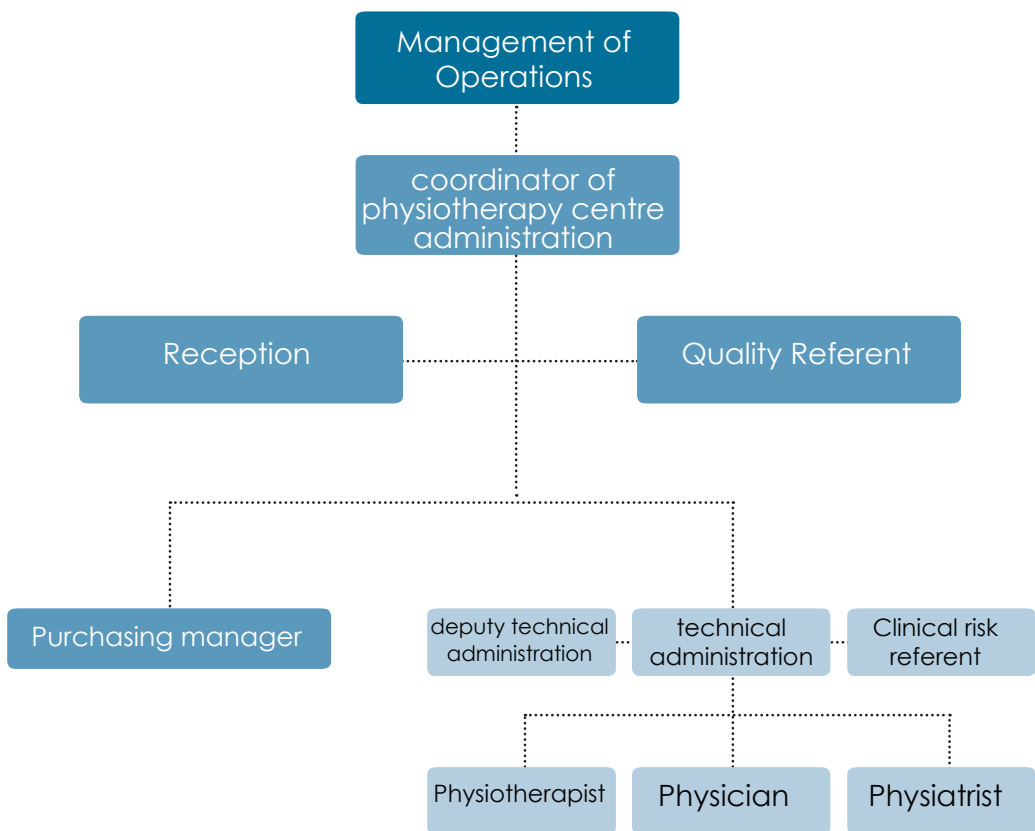 Management of
Operations
coordinator of
physiotherapy centre
administration
Reception
Quality Referent
Purchasing manager
deputy technical
administration
technical
administration
Clinical risk
referent
Physiotherapist
Physician
Physiatrist